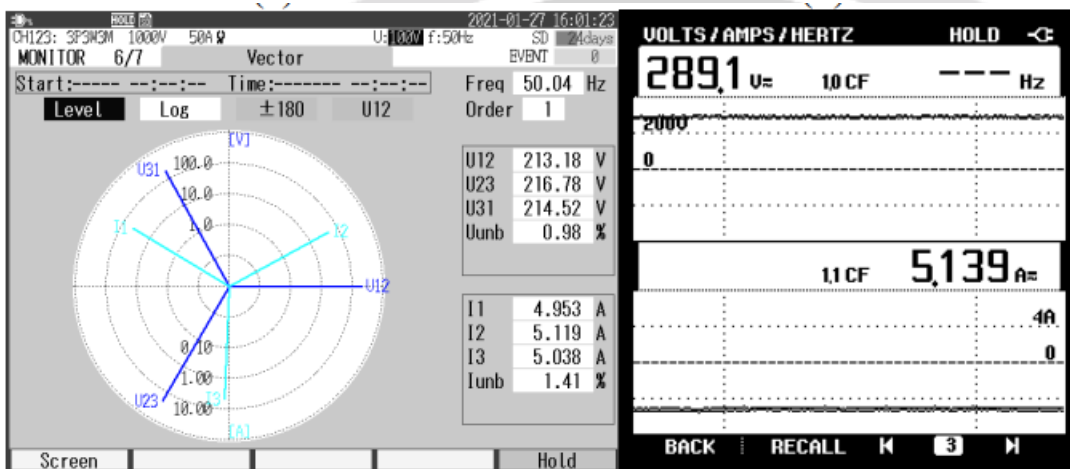 HOLD
2021-01-27 16:01:23
CH123: 3P3W3M 1000V 50A U:1000V f:50Hz SD 24days
MONITOR 6/7 Vector EVENT 0
Start:----- --:--:-- Time:------- --:--:--
Freq 50.04 Hz
Level Log ±180 U12
Order 1
[V]
U31 100.0
10.0
1.0
I1 I2
U12
0.10
1.00
10.00
U23 I3
[A]
U12 213.18 V
U23 216.78 V
U31 214.52 V
Uunb 0.98 %
I1 4.953 A
I2 5.119 A
I3 5.038 A
Iunb 1.41 %
Screen Hold
VOLTS / AMPS / HERTZ HOLD
289.1 V≂ 1.0 CF --- Hz
200V
0
1.1 CF 5.139 A≂
4A
0
BACK RECALL 3